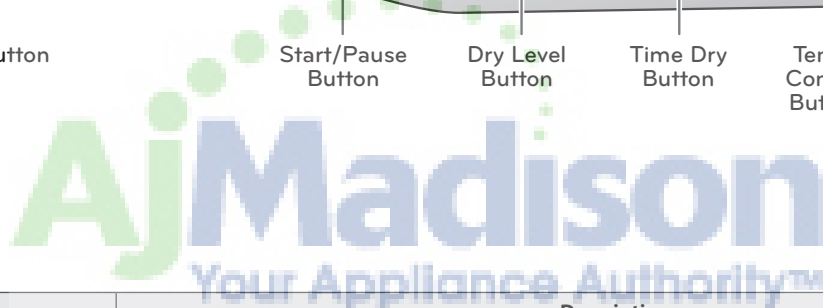 Start/Pause
Button
Dry Level
Button
Time Dry
Button
AjMadison
Your Appliance Authority™